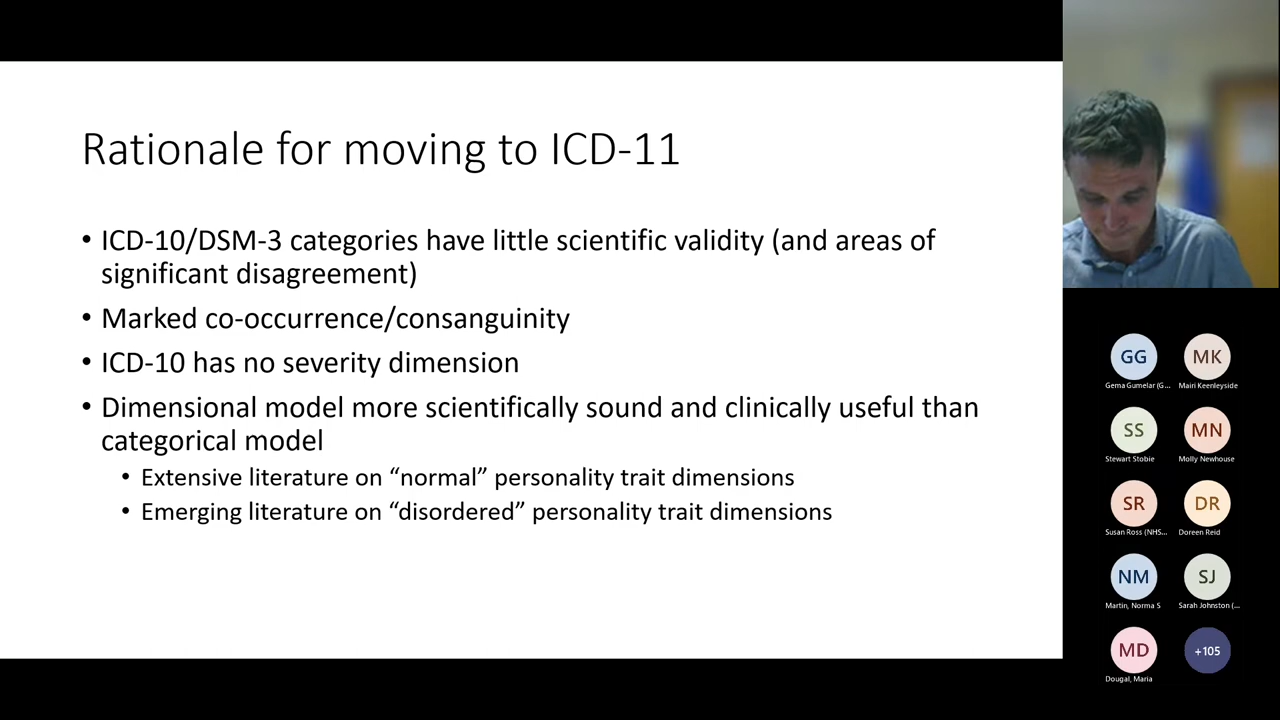 Rationale for moving to ICD-11
• ICD-10/DSM-3 categories have little scientific validity (and areas of
significant disagreement)
• Marked co-occurrence/consanguinity
• ICD-10 has no severity dimension
• Dimensional model more scientifically sound and clinically useful than
categorical model
• Extensive literature on “normal” personality trait dimensions
• Emerging literature on “disordered” personality trait dimensions
GG
MK
Gema Gumelar (G...
Mairi Keenleyside
SS
MN
Stewart Stobie
Molly Newhouse
SR
DR
Susan Ross (NHS...
Doreen Reid
NM
SJ
Martin, Norma S
Sarah Johnston (...
MD
+105
Dougal, Maria